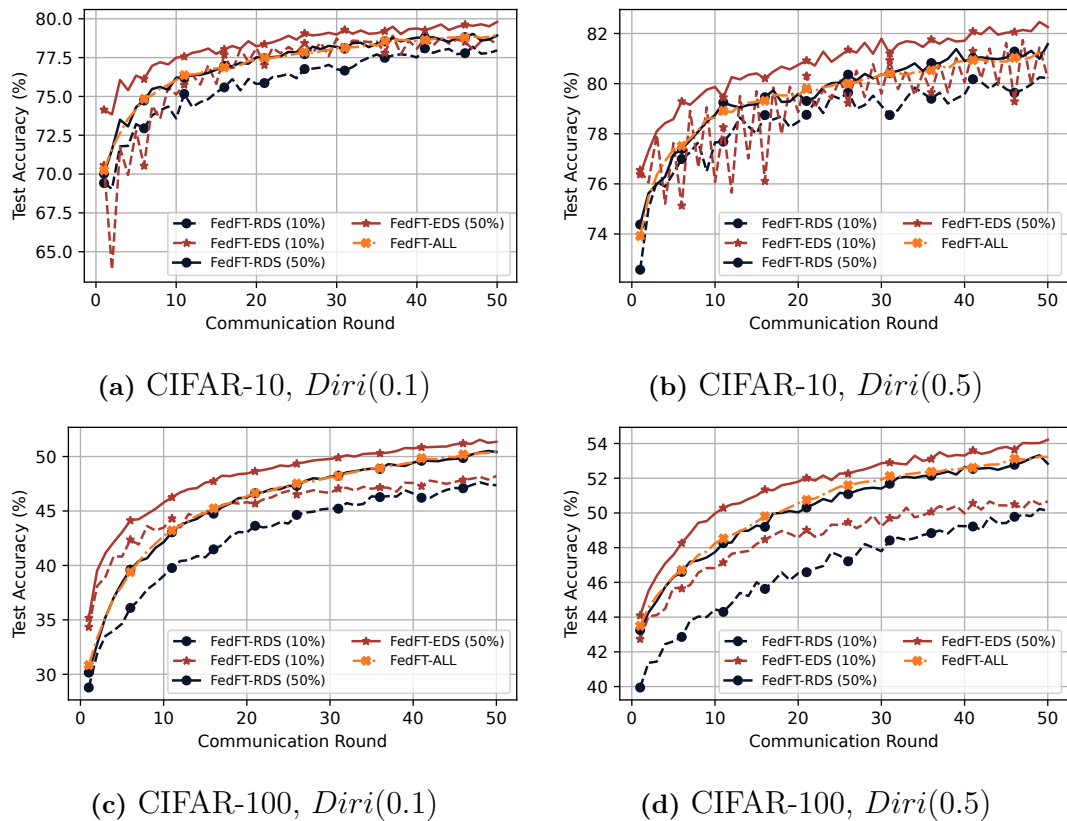 80.0
77.5
75.0
72.5
70.0
67.5
65.0
Test Accuracy (%)
FedFT-RDS (10%)
FedFT-EDS (10%)
FedFT-RDS (50%)
FedFT-EDS (50%)
FedFT-ALL
0 10 20 30 40 50
Communication Round
(a) CIFAR-10, Diri(0.1)
82
80
78
76
74
Test Accuracy (%)
FedFT-RDS (10%)
FedFT-EDS (10%)
FedFT-RDS (50%)
FedFT-EDS (50%)
FedFT-ALL
0 10 20 30 40 50
Communication Round
(b) CIFAR-10, Diri(0.5)
50
45
40
35
30
Test Accuracy (%)
FedFT-RDS (10%)
FedFT-EDS (10%)
FedFT-RDS (50%)
FedFT-EDS (50%)
FedFT-ALL
0 10 20 30 40 50
Communication Round
(c) CIFAR-100, Diri(0.1)
54
52
50
48
46
44
42
40
Test Accuracy (%)
FedFT-RDS (10%)
FedFT-EDS (10%)
FedFT-RDS (50%)
FedFT-EDS (50%)
FedFT-ALL
0 10 20 30 40 50
Communication Round
(d) CIFAR-100, Diri(0.5)